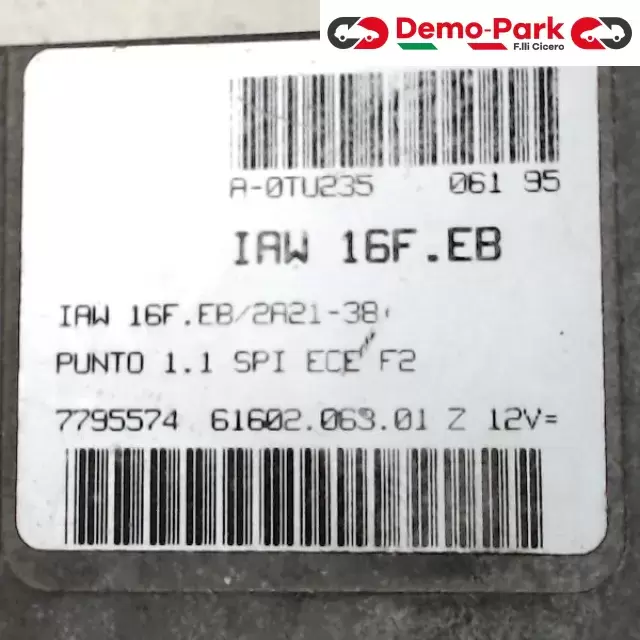 Demo-Park
F.lli Cicero
A-0TU235 061 95
IAW 16F.EB
IAW 16F.EB/2A21-38
PUNTO 1.1 SPI ECE F2
7795574 61602.063.01 Z 12V=